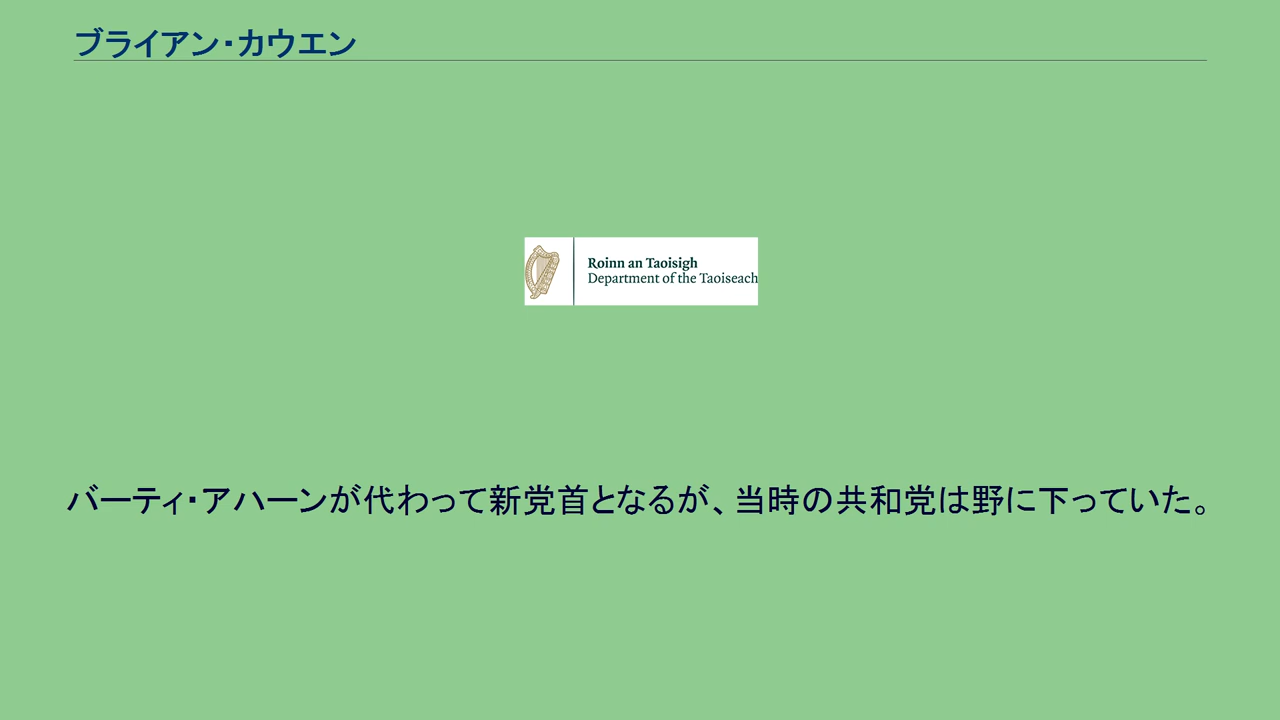 ブライアン・カウエン
Roinn an Taoisigh
Department of the Taoiseach
バーティ・アハーンが代わって新党首となるが、当時の共和党は野に下っていた。